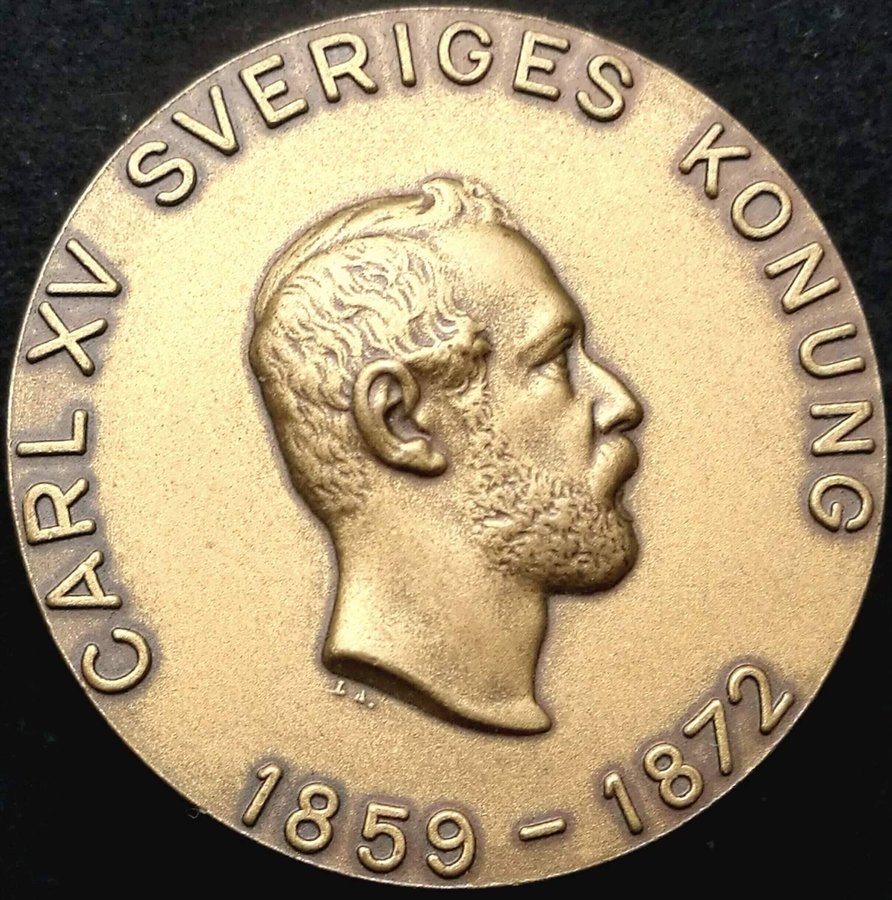 CARL XV SVERIGES KONUNG
1859 – 1872
L A.